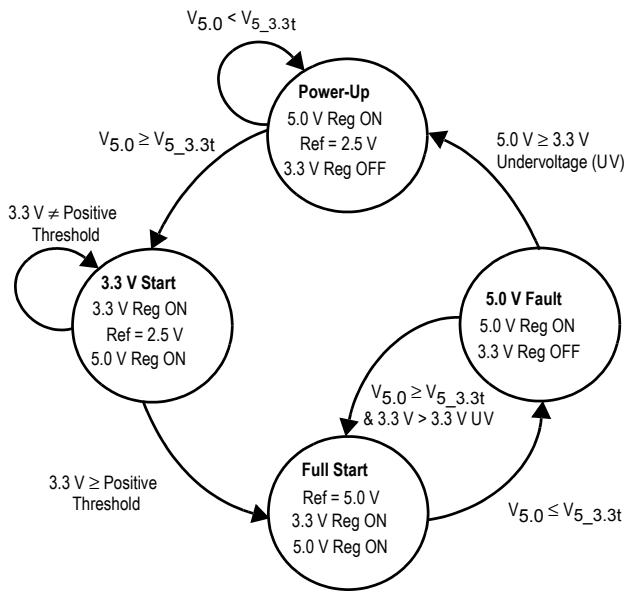 V5.0 < V5_3.3t
Power-Up
5.0 V Reg ON
Ref = 2.5 V
3.3 V Reg OFF
V5.0 ≥ V5_3.3t
5.0 V ≥ 3.3 V
Undervoltage (UV)
3.3 V ≠ Positive
Threshold
3.3 V Start
3.3 V Reg ON
Ref = 2.5 V
5.0 V Reg ON
5.0 V Fault
5.0 V Reg ON
3.3 V Reg OFF
V5.0 ≥ V5_3.3t
& 3.3 V > 3.3 V UV
3.3 V ≥ Positive
Threshold
Full Start
Ref = 5.0 V
3.3 V Reg ON
5.0 V Reg ON
V5.0 ≤ V5_3.3t